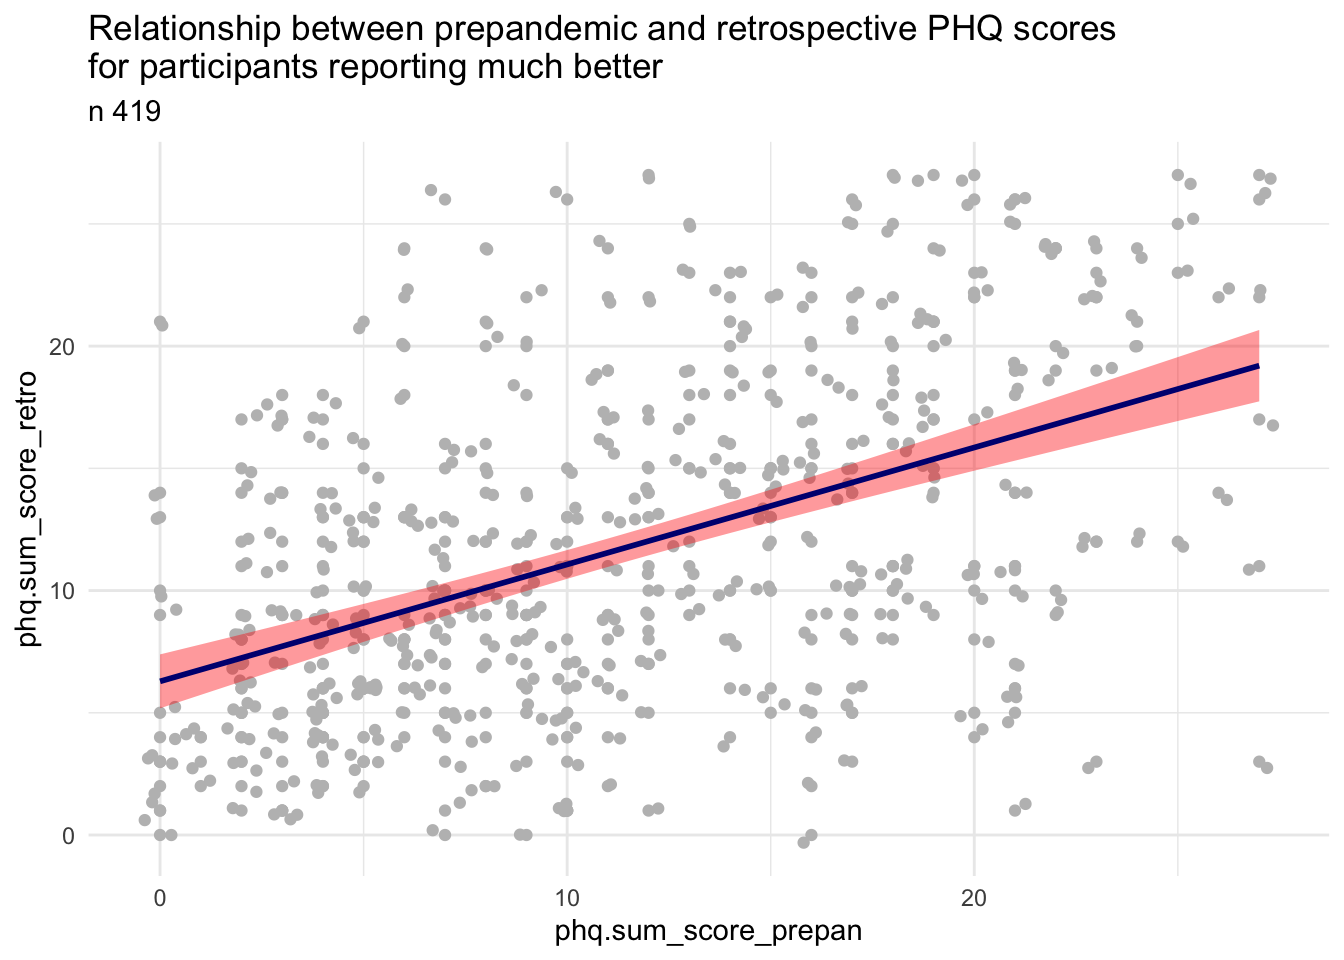 Relationship between prepandemic and retrospective PHQ scores
for participants reporting much better
n 419
phq.sum_score_retro
20
10
0
0
10
20
phq.sum_score_prepan